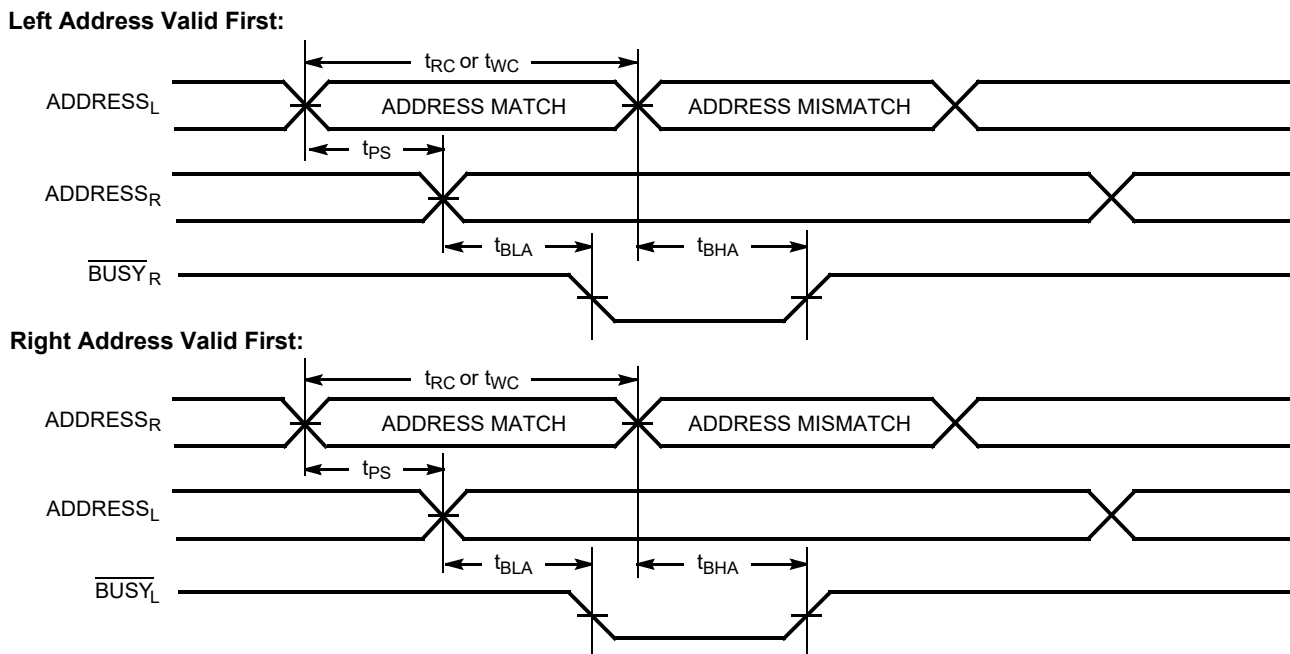 Left Address Valid First:
tRC or tWC
ADDRESSL
ADDRESS MATCH
ADDRESS MISMATCH
tPS
ADDRESSR
tBLA
tBHA
BUSYR
Right Address Valid First:
tRC or tWC
ADDRESSR
ADDRESS MATCH
ADDRESS MISMATCH
tPS
ADDRESSL
tBLA
tBHA
BUSYL